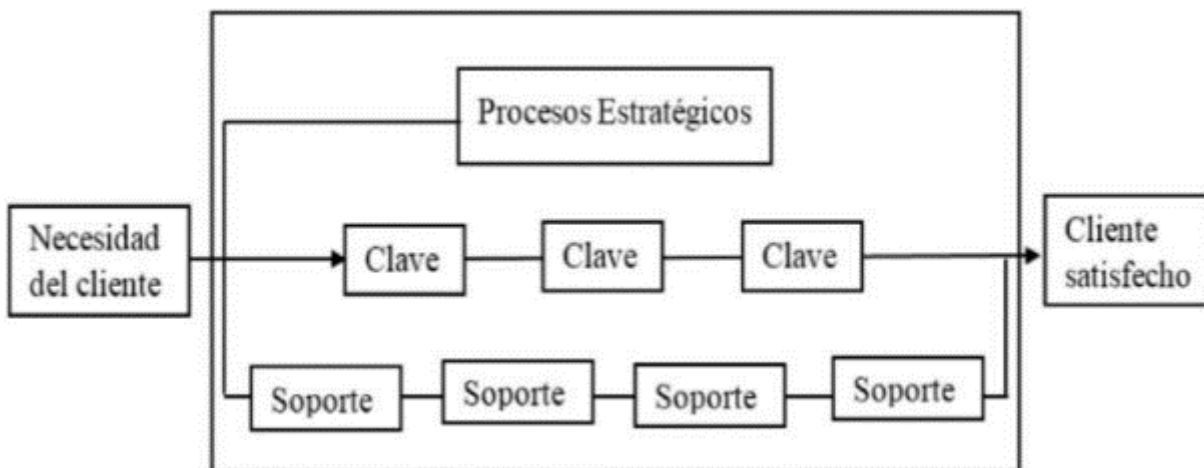 Procesos Estratégicos
Necesidad
del cliente
Clave
Clave
Clave
Cliente
satisfecho
Soporte
Soporte
Soporte
Soporte